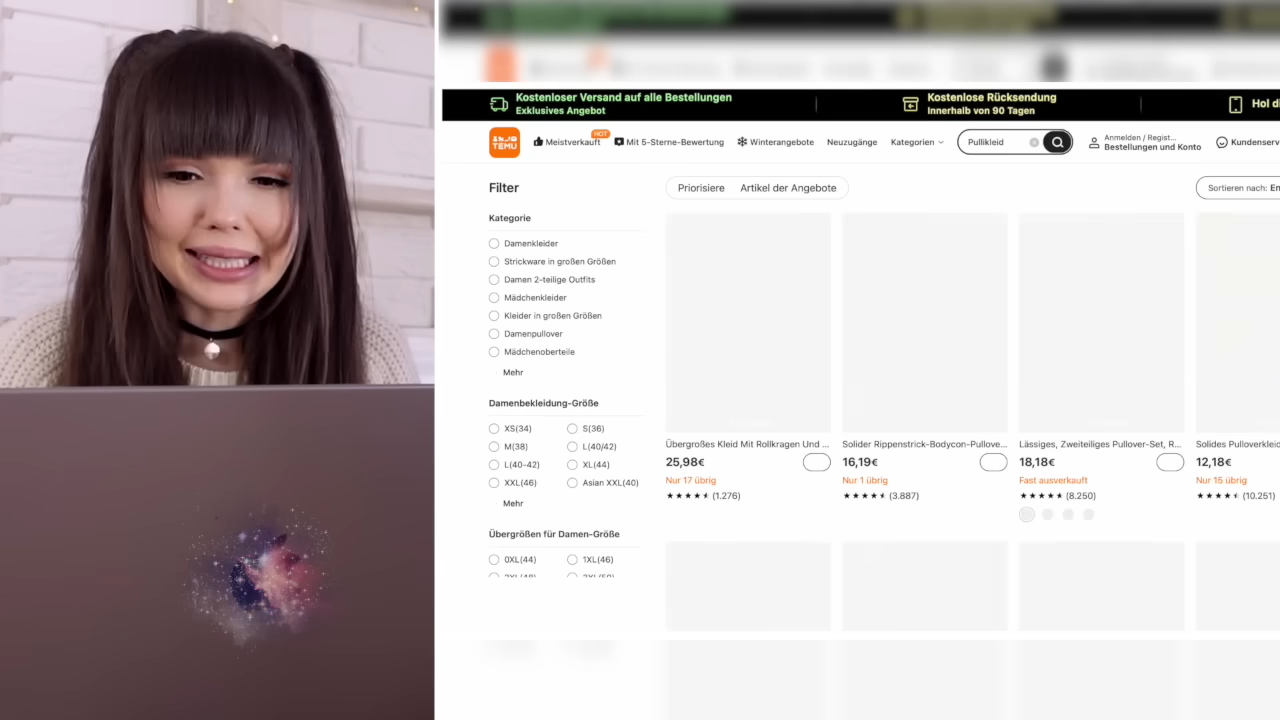 Kostenloser Versand auf alle Bestellungen
Exklusives Angebot
Kostenlose Rücksendung
Innerhalb von 90 Tagen
Hol di
TEMU
Meistverkauft
HOT
Mit 5-Sterne-Bewertung
Winterangebote
Neuzugänge
Kategorien
Pullikleid
Anmelden / Regist...
Bestellungen und Konto
Kundenserv
Filter
Priorisiere
Artikel der Angebote
Sortieren nach: En
Kategorie
Damenkleider
Strickware in großen Größen
Damen 2-teilige Outfits
Mädchenkleider
Kleider in großen Größen
Damenpullover
Mädchenoberteile
Mehr
Damenbekleidung-Größe
XS(34) S(36)
M(38) L(40/42)
L(40-42) XL(44)
XXL(46) Asian XXL(40)
Mehr
Übergrößen für Damen-Größe
0XL(44) 1XL(46)
Übergroßes Kleid Mit Rollkragen Und ...
25,98€
Nur 17 übrig
(1.276)
Solider Rippenstrick-Bodycon-Pullove...
16,19€
Nur 1 übrig
(3.887)
Lässiges, Zweiteiliges Pullover-Set, R...
18,18€
Fast ausverkauft
(8.250)
Solides Pulloverkleid
12,18€
Nur 15 übrig
(10.251)